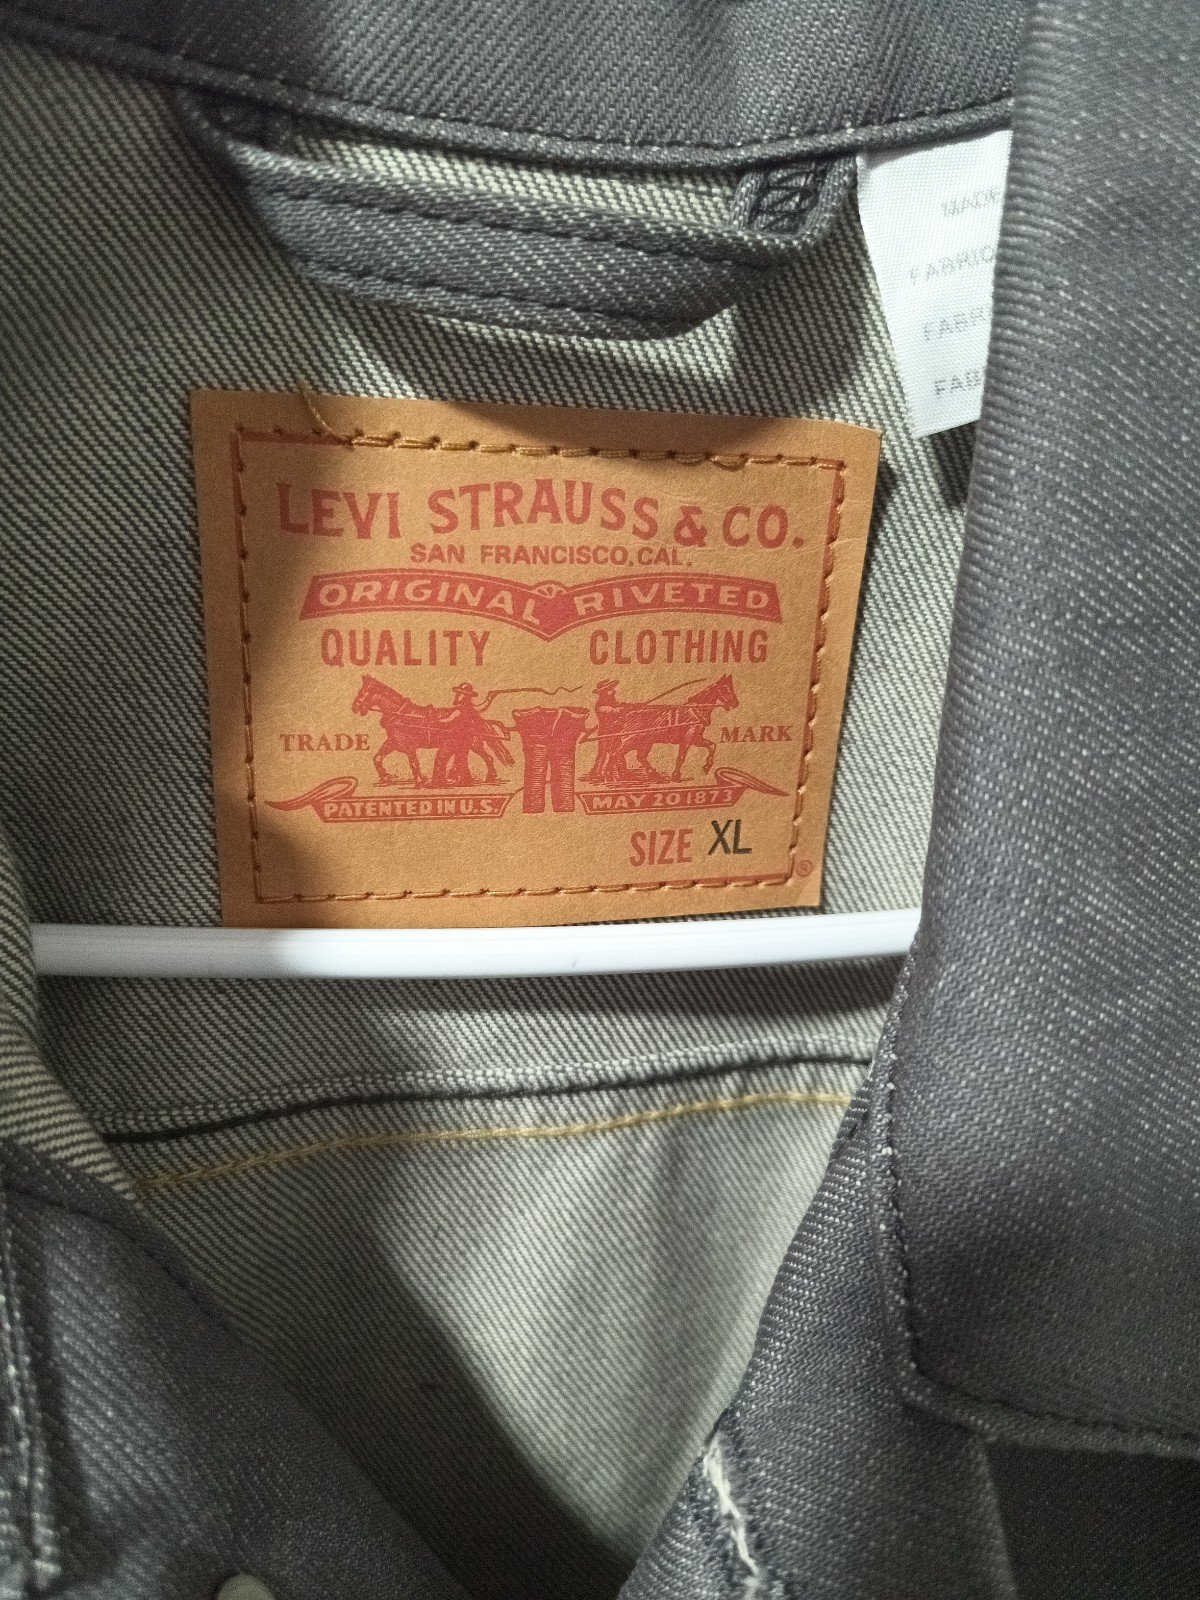 LEVI STRAUSS & CO.
SAN FRANCISCO, CAL.
ORIGINAL RIVETED
QUALITY CLOTHING
TRADE MARK
PATENTED IN U.S. MAY 20 1873
SIZE XL
®